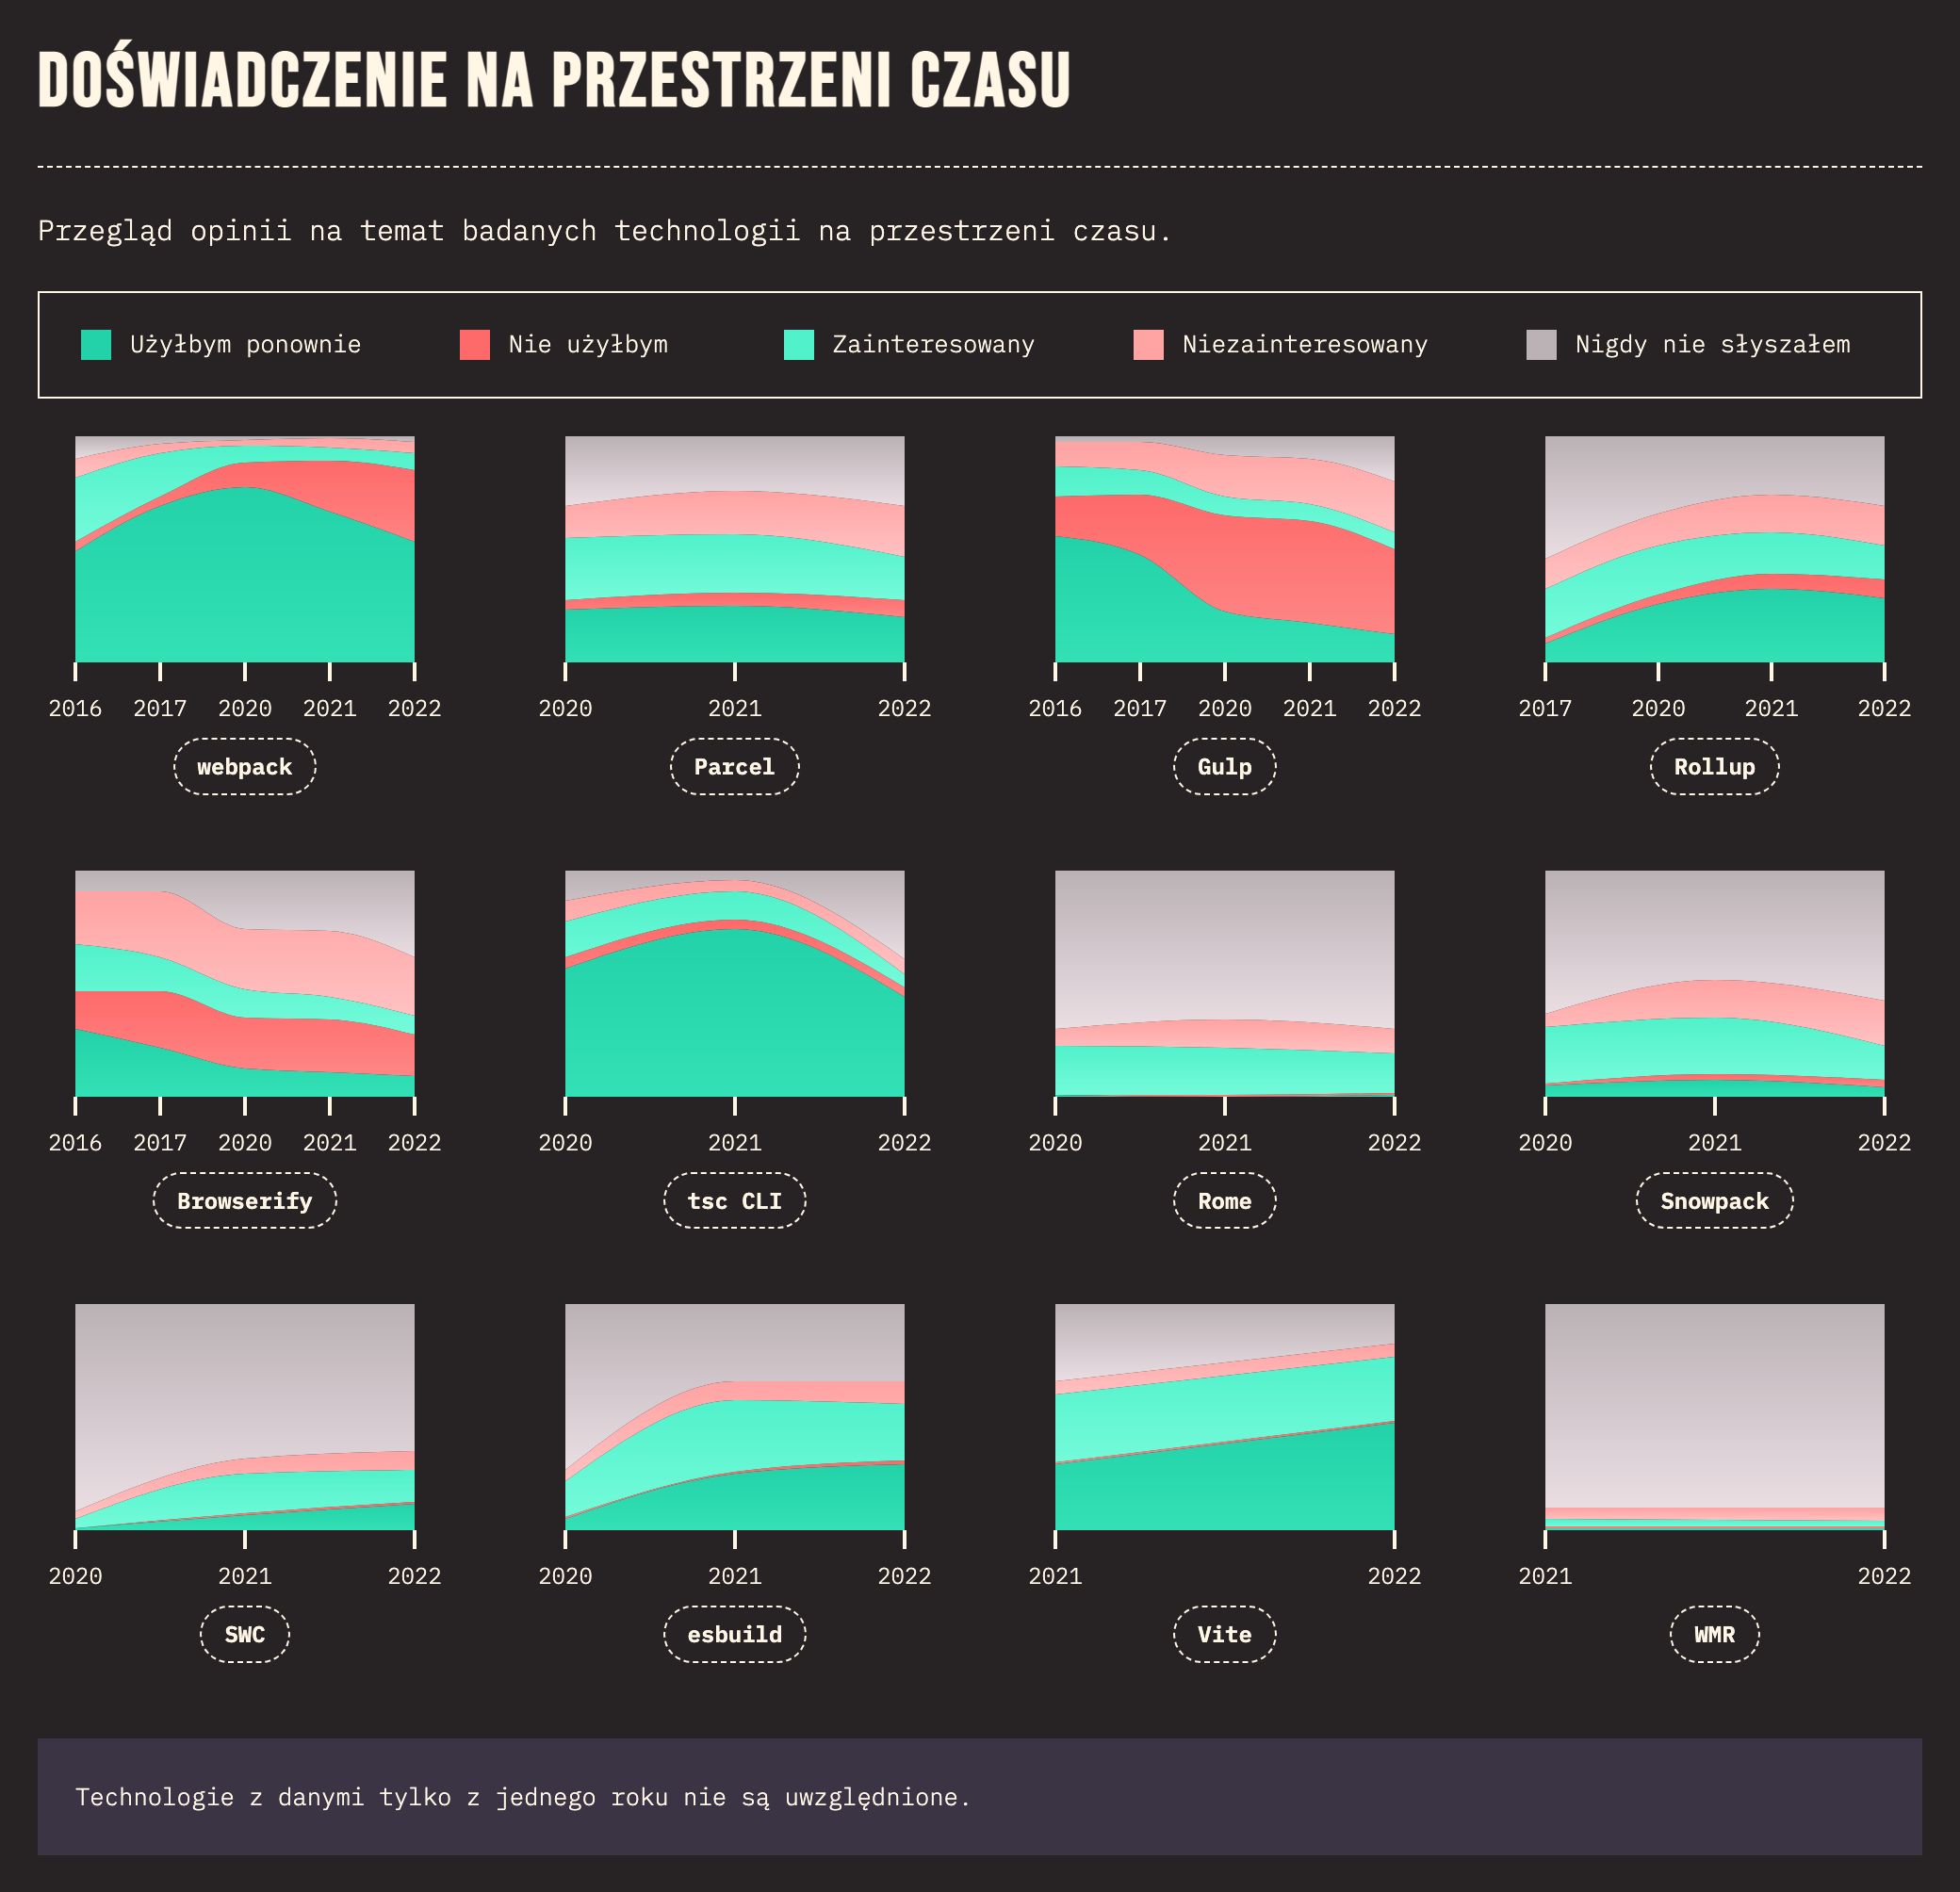 DOŚWIADCZENIE NA PRZESTRZENI CZASU
Przegląd opinii na temat badanych technologii na przestrzeni czasu.
Użyłbym ponownie Nie użyłbym Zainteresowany Niezainteresowany Nigdy nie słyszałem
2016 2017 2020 2021 2022 2020 2021 2022 2016 2017 2020 2021 2022 2017 2020 2021 2022
webpack Parcel Gulp Rollup
2016 2017 2020 2021 2022 2020 2021 2022 2020 2021 2022 2020 2021 2022
Browserify tsc CLI Rome Snowpack
2020 2021 2022 2020 2021 2022 2021 2022 2021 2022
SWC esbuild Vite WMR
Technologie z danymi tylko z jednego roku nie są uwzględnione.